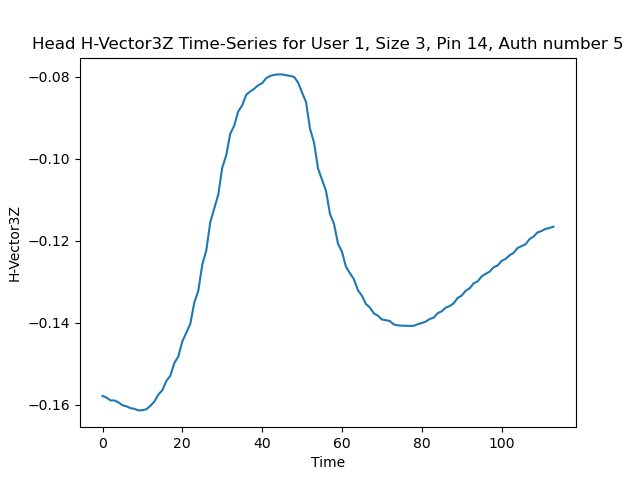 Head H-Vector3Z Time-Series for User 1, Size 3, Pin 14, Auth number 5
−0.08
−0.10
−0.12
−0.14
−0.16
H-Vector3Z
0 20 40 60 80 100
Time